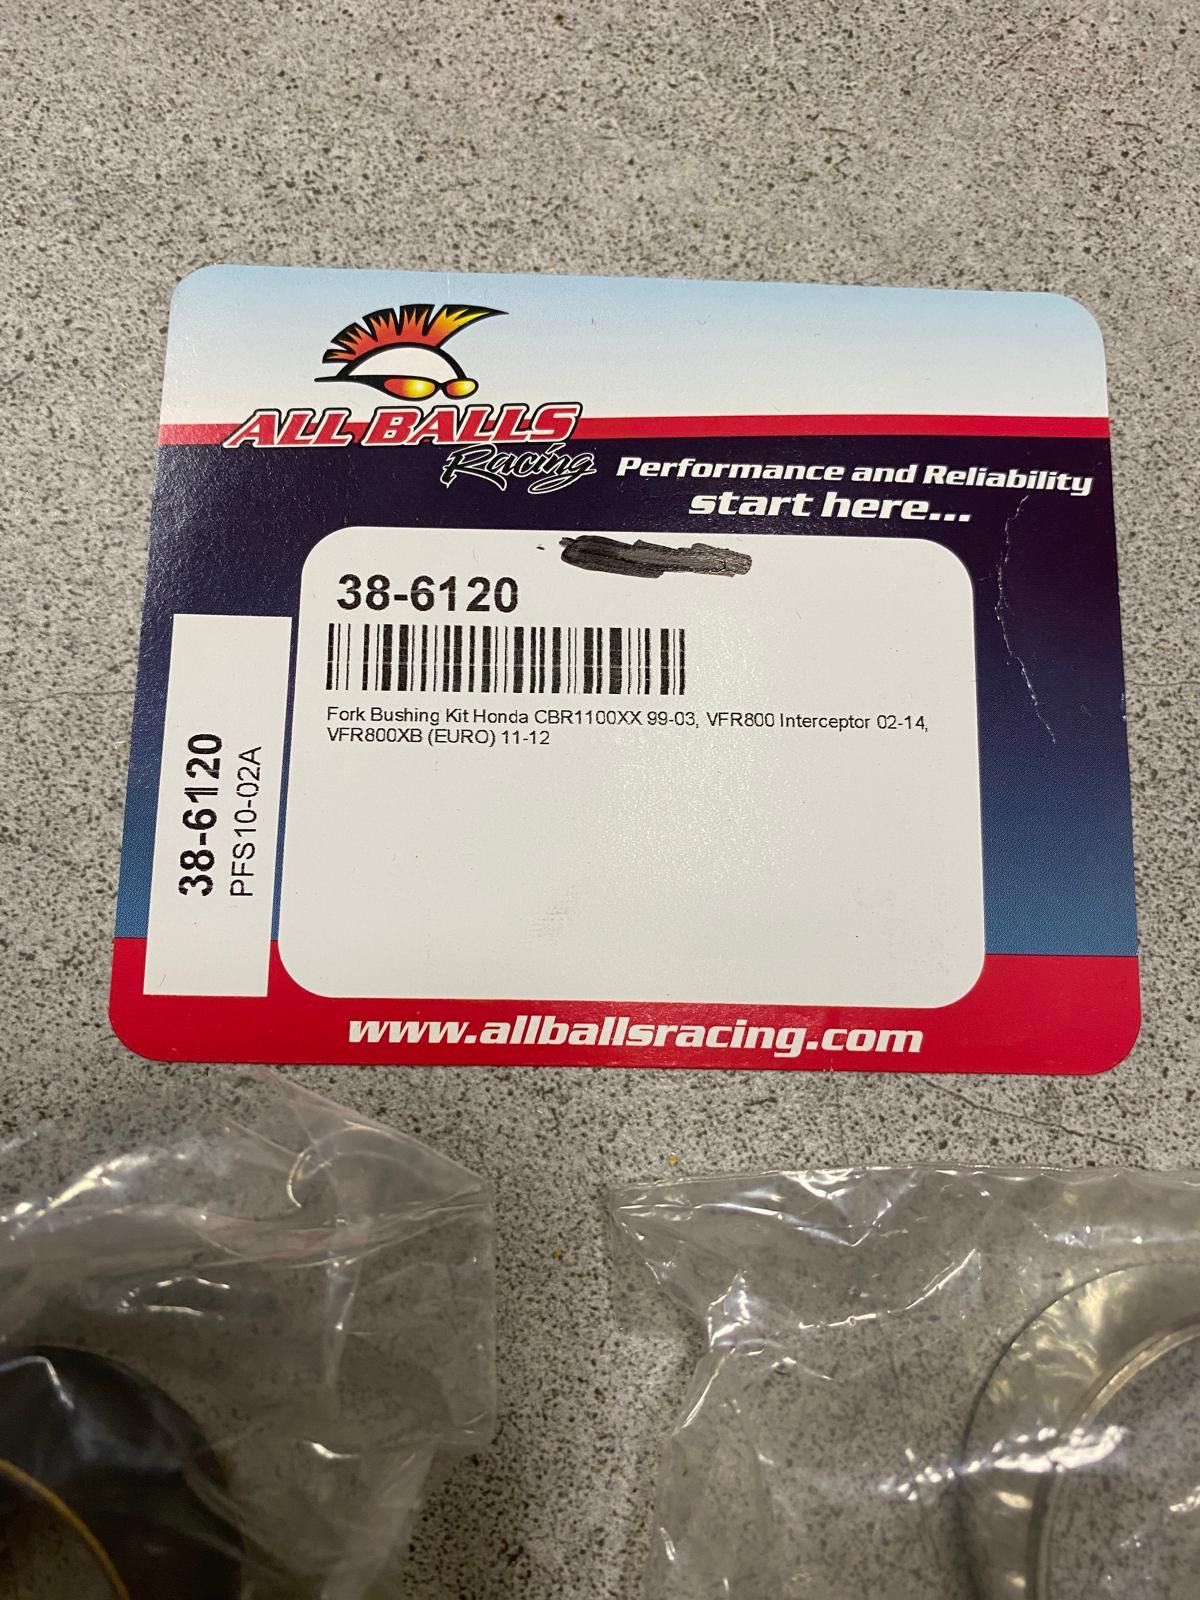 ALL BALLS
Racing
Performance and Reliability
start here...
38-6120
Fork Bushing Kit Honda CBR1100XX 99-03, VFR800 Interceptor 02-14,
VFR800XB (EURO) 11-12
38-6120
PFS10-02A
www.allballsracing.com